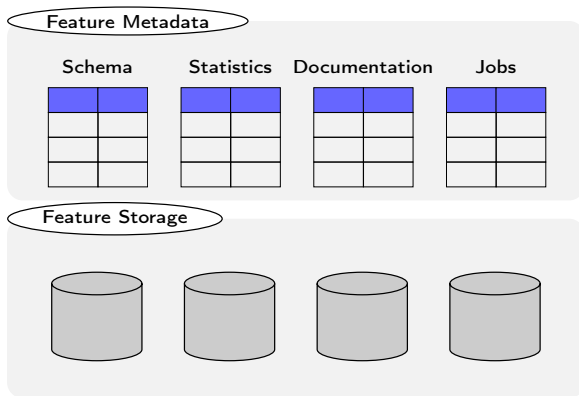 Feature Metadata
Schema Statistics Documentation Jobs
Feature Storage